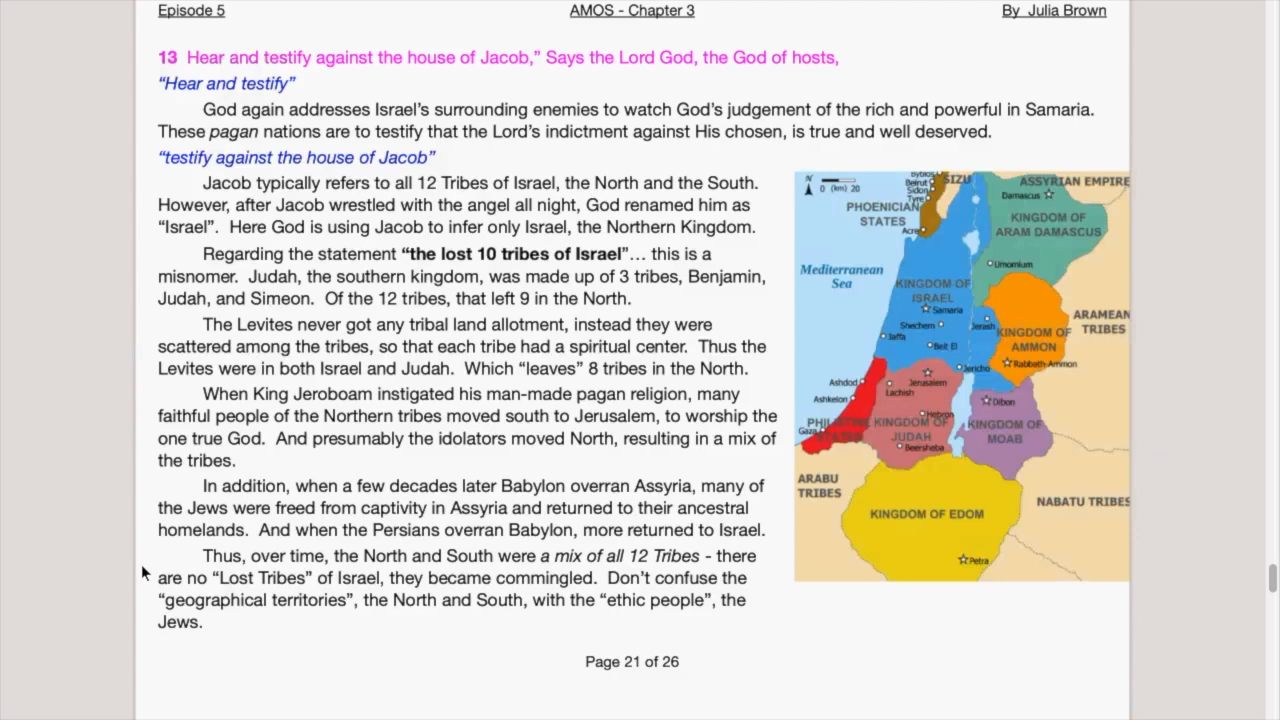 Episode 5 AMOS - Chapter 3 By Julia Brown
13 Hear and testify against the house of Jacob,” Says the Lord God, the God of hosts,
“Hear and testify”
God again addresses Israel’s surrounding enemies to watch God’s judgement of the rich and powerful in Samaria.
These pagan nations are to testify that the Lord’s indictment against His chosen, is true and well deserved.
“testify against the house of Jacob”
Jacob typically refers to all 12 Tribes of Israel, the North and the South.
However, after Jacob wrestled with the angel all night, God renamed him as
“Israel”. Here God is using Jacob to infer only Israel, the Northern Kingdom.
Regarding the statement “the lost 10 tribes of Israel”… this is a
misnomer. Judah, the southern kingdom, was made up of 3 tribes, Benjamin,
Judah, and Simeon. Of the 12 tribes, that left 9 in the North.
The Levites never got any tribal land allotment, instead they were
scattered among the tribes, so that each tribe had a spiritual center. Thus the
Levites were in both Israel and Judah. Which “leaves” 8 tribes in the North.
When King Jeroboam instigated his man-made pagan religion, many
faithful people of the Northern tribes moved south to Jerusalem, to worship the
one true God. And presumably the idolators moved North, resulting in a mix of
the tribes.
In addition, when a few decades later Babylon overran Assyria, many of
the Jews were freed from captivity in Assyria and returned to their ancestral
homelands. And when the Persians overran Babylon, more returned to Israel.
Thus, over time, the North and South were a mix of all 12 Tribes - there
are no “Lost Tribes” of Israel, they became commingled. Don’t confuse the
“geographical territories”, the North and South, with the “ethic people”, the
Jews.
N
0 (km) 20
Byblos
Beirut
SIZU
Sidon
Tyre
ASSYRIAN EMPIRE
Damascus
PHOENICIAN
STATES
Acre
KINGDOM OF
ARAM DAMASCUS
Mediterranean
Sea
Umomium
KINGDOM OF
ISRAEL
Samaria
Shechem
Jerash
Jaffa
Beit El
KINGDOM OF
AMMON
ARAMEAN
TRIBES
Rabbath-Ammon
Jericho
Ashdod
Jerusalem
Lachish
Ashkelon
Dibon
Hebron
Gaza
PHILISTINE
STATES
KINGDOM OF
JUDAH
Beersheba
KINGDOM OF
MOAB
ARABU
TRIBES
NABATU TRIBES
KINGDOM OF EDOM
Petra
Page 21 of 26